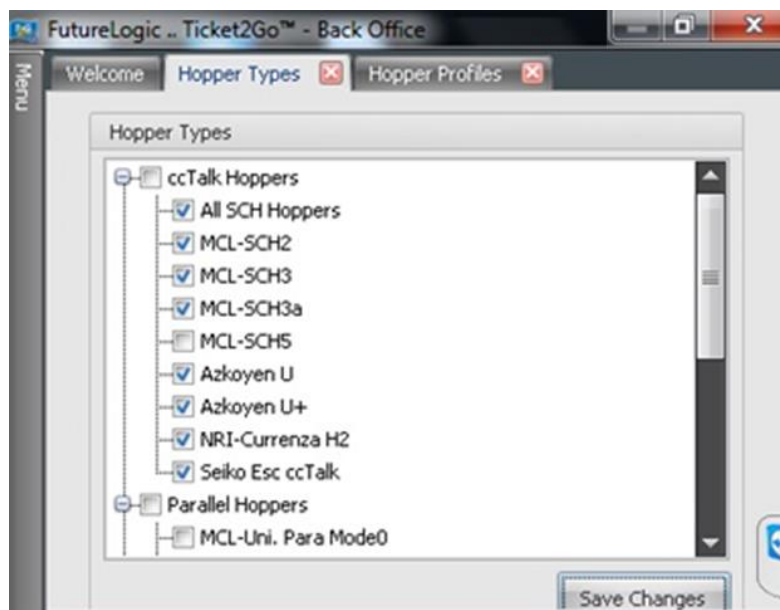 FutureLogic .. Ticket2Go™ - Back Office
Menu
Welcome Hopper Types Hopper Profiles
Hopper Types
ccTalk Hoppers
All SCH Hoppers
MCL-SCH2
MCL-SCH3
MCL-SCH3a
MCL-SCH5
Azkoyen U
Azkoyen U+
NRI-Currenza H2
Seiko Esc ccTalk
Parallel Hoppers
MCL-Uni. Para Mode0
Save Changes